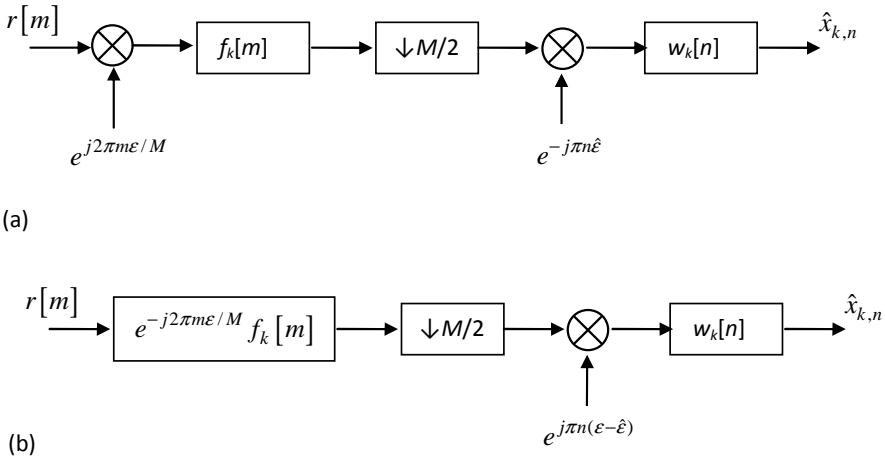 r[m] f_k[m] ↓M/2 w_k[n] x̂_{k,n}
e^{j2πmε/M} e^{-jπnε̂}
(a)
r[m] e^{-j2πmε/M} f_k[m] ↓M/2 w_k[n] x̂_{k,n}
e^{jπn(ε-ε̂)}
(b)